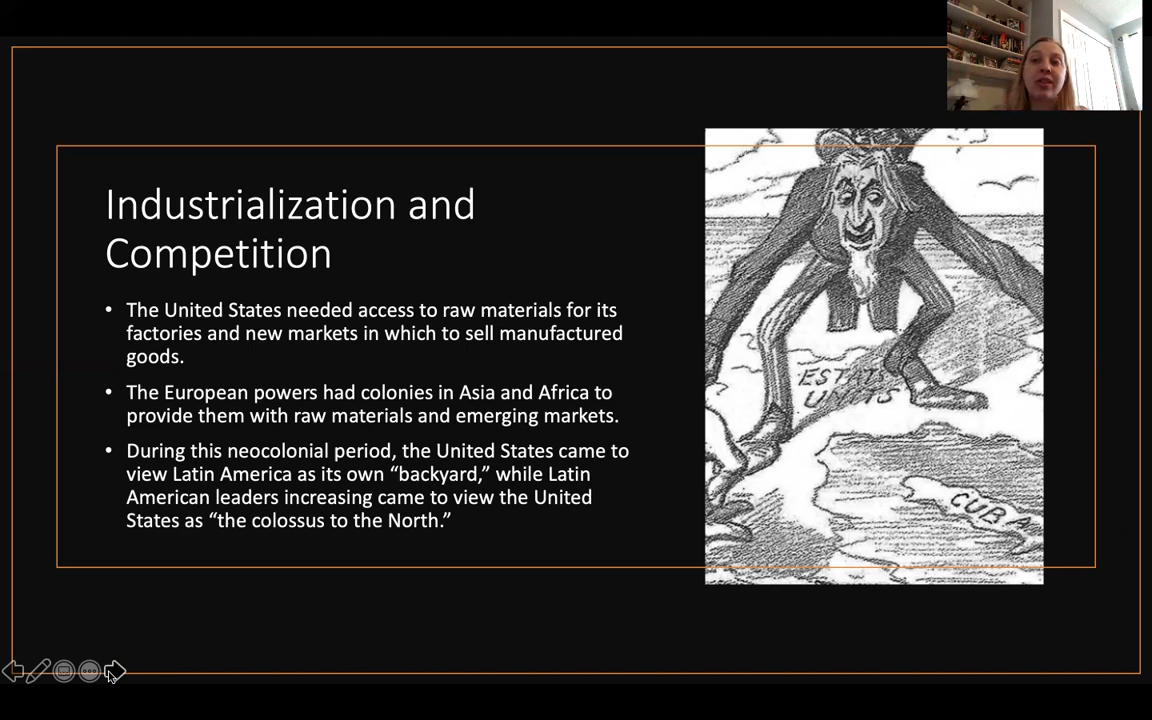 Industrialization and
Competition
• The United States needed access to raw materials for its
factories and new markets in which to sell manufactured
goods.
• The European powers had colonies in Asia and Africa to
provide them with raw materials and emerging markets.
• During this neocolonial period, the United States came to
view Latin America as its own “backyard,” while Latin
American leaders increasing came to view the United
States as “the colossus to the North.”
ESTATS
UNITS
CUBA